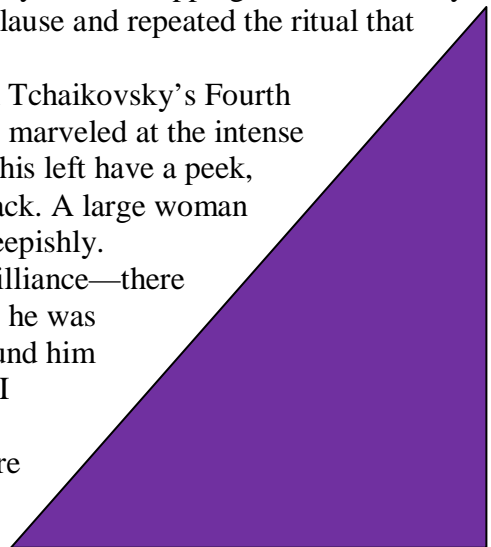 lause and repeated the ritual that
Tchaikovsky's Fourth
marveled at the intense
his left have a peek,
ack. A large woman
eepishly.
illiance—there
he was
und him
I
re